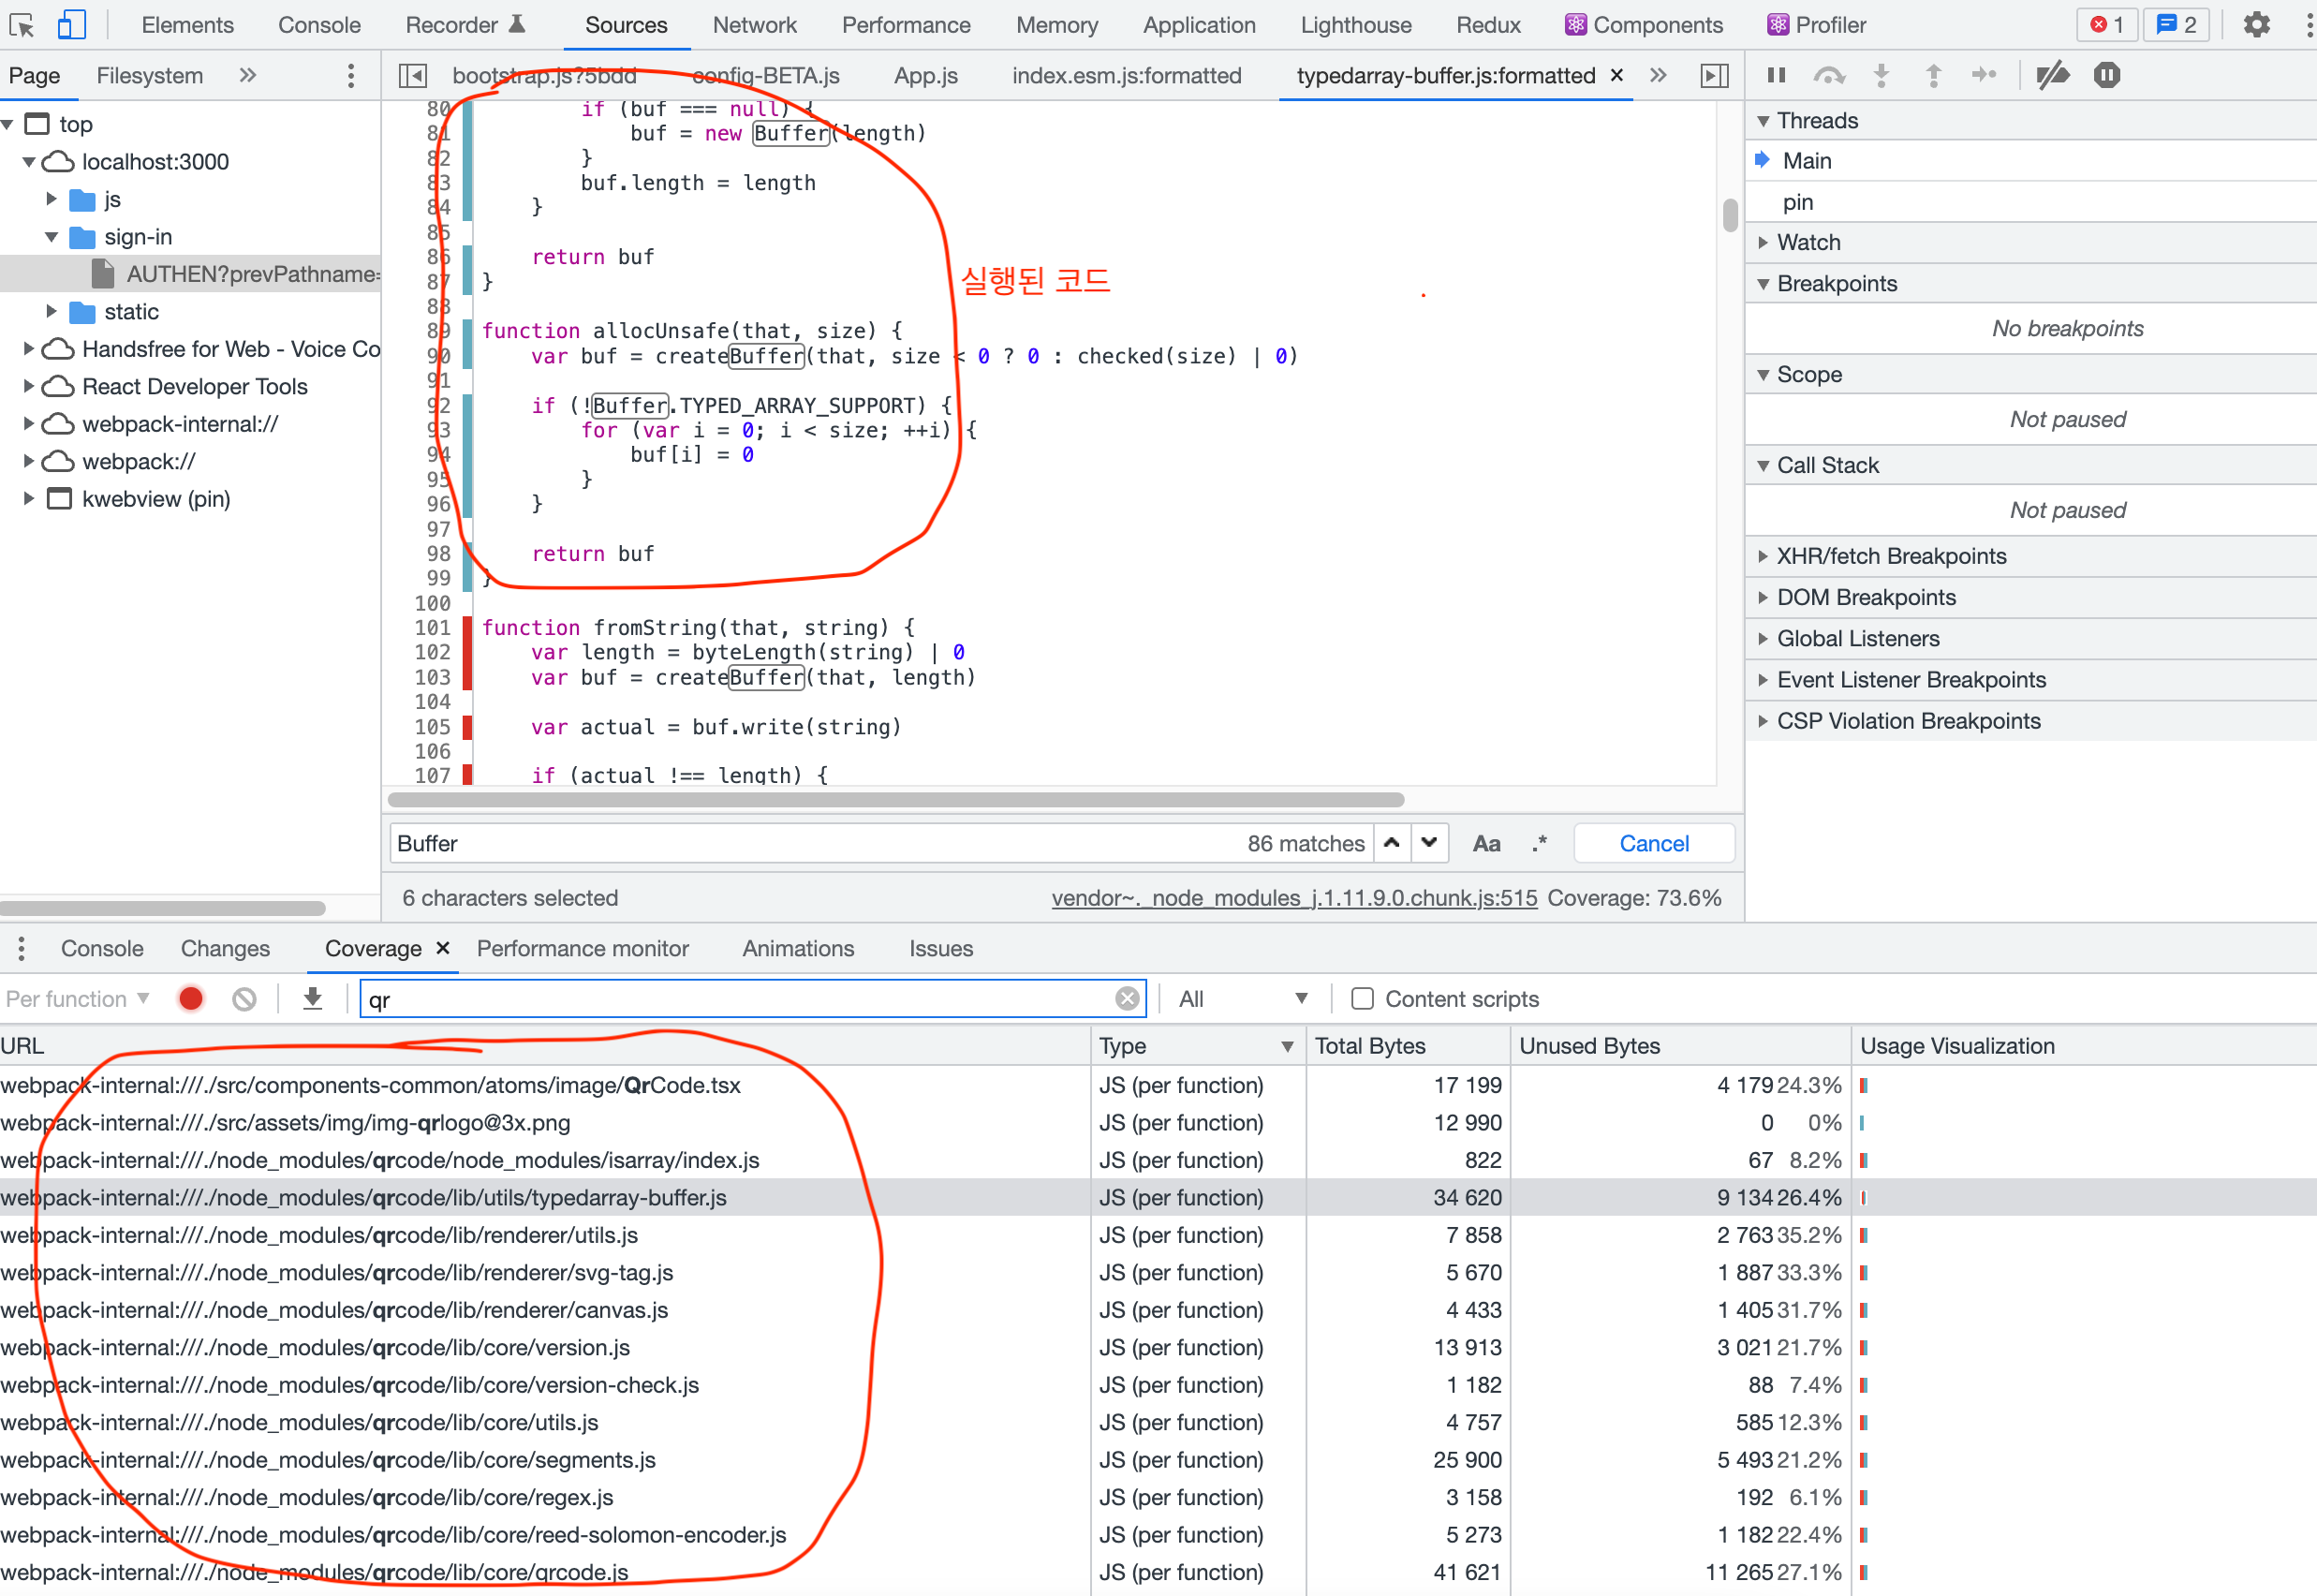 Elements Console Recorder Sources Network Performance Memory Application Lighthouse Redux Components Profiler 1 2
Page Filesystem »
bootstrap.js?5bdd config-BETA.js App.js index.esm.js:formatted typedarray-buffer.js:formatted × »
top
localhost:3000
js
sign-in
AUTHEN?prevPathname=
static
Handsfree for Web - Voice Co
React Developer Tools
webpack-internal://
webpack://
kwebview (pin)
80 if (buf === null) {
81 buf = new Buffer(length)
82 }
83 buf.length = length
84 }
85
86 return buf
87 }
88
89 function allocUnsafe(that, size) {
90 var buf = createBuffer(that, size < 0 ? 0 : checked(size) | 0)
91
92 if (!Buffer.TYPED_ARRAY_SUPPORT) {
93 for (var i = 0; i < size; ++i) {
94 buf[i] = 0
95 }
96 }
97
98 return buf
99 }
100
101 function fromString(that, string) {
102 var length = byteLength(string) | 0
103 var buf = createBuffer(that, length)
104
105 var actual = buf.write(string)
106
107 if (actual !== length) {
실행된 코드
Buffer 86 matches Aa .* Cancel
6 characters selected vendor~._node_modules_j.1.11.9.0.chunk.js:515 Coverage: 73.6%
Threads
Main
pin
Watch
Breakpoints
No breakpoints
Scope
Not paused
Call Stack
Not paused
XHR/fetch Breakpoints
DOM Breakpoints
Global Listeners
Event Listener Breakpoints
CSP Violation Breakpoints
Console Changes Coverage × Performance monitor Animations Issues
Per function qr All Content scripts
URL Type Total Bytes Unused Bytes Usage Visualization
webpack-internal:///./src/components-common/atoms/image/QrCode.tsx JS (per function) 17 199 4 179 24.3%
webpack-internal:///./src/assets/img/img-qrlogo@3x.png JS (per function) 12 990 0 0%
webpack-internal:///./node_modules/qrcode/node_modules/isarray/index.js JS (per function) 822 67 8.2%
webpack-internal:///./node_modules/qrcode/lib/utils/typedarray-buffer.js JS (per function) 34 620 9 134 26.4%
webpack-internal:///./node_modules/qrcode/lib/renderer/utils.js JS (per function) 7 858 2 763 35.2%
webpack-internal:///./node_modules/qrcode/lib/renderer/svg-tag.js JS (per function) 5 670 1 887 33.3%
webpack-internal:///./node_modules/qrcode/lib/renderer/canvas.js JS (per function) 4 433 1 405 31.7%
webpack-internal:///./node_modules/qrcode/lib/core/version.js JS (per function) 13 913 3 021 21.7%
webpack-internal:///./node_modules/qrcode/lib/core/version-check.js JS (per function) 1 182 88 7.4%
webpack-internal:///./node_modules/qrcode/lib/core/utils.js JS (per function) 4 757 585 12.3%
webpack-internal:///./node_modules/qrcode/lib/core/segments.js JS (per function) 25 900 5 493 21.2%
webpack-internal:///./node_modules/qrcode/lib/core/regex.js JS (per function) 3 158 192 6.1%
webpack-internal:///./node_modules/qrcode/lib/core/reed-solomon-encoder.js JS (per function) 5 273 1 182 22.4%
webpack-internal:///./node_modules/qrcode/lib/core/qrcode.js JS (per function) 41 621 11 265 27.1%